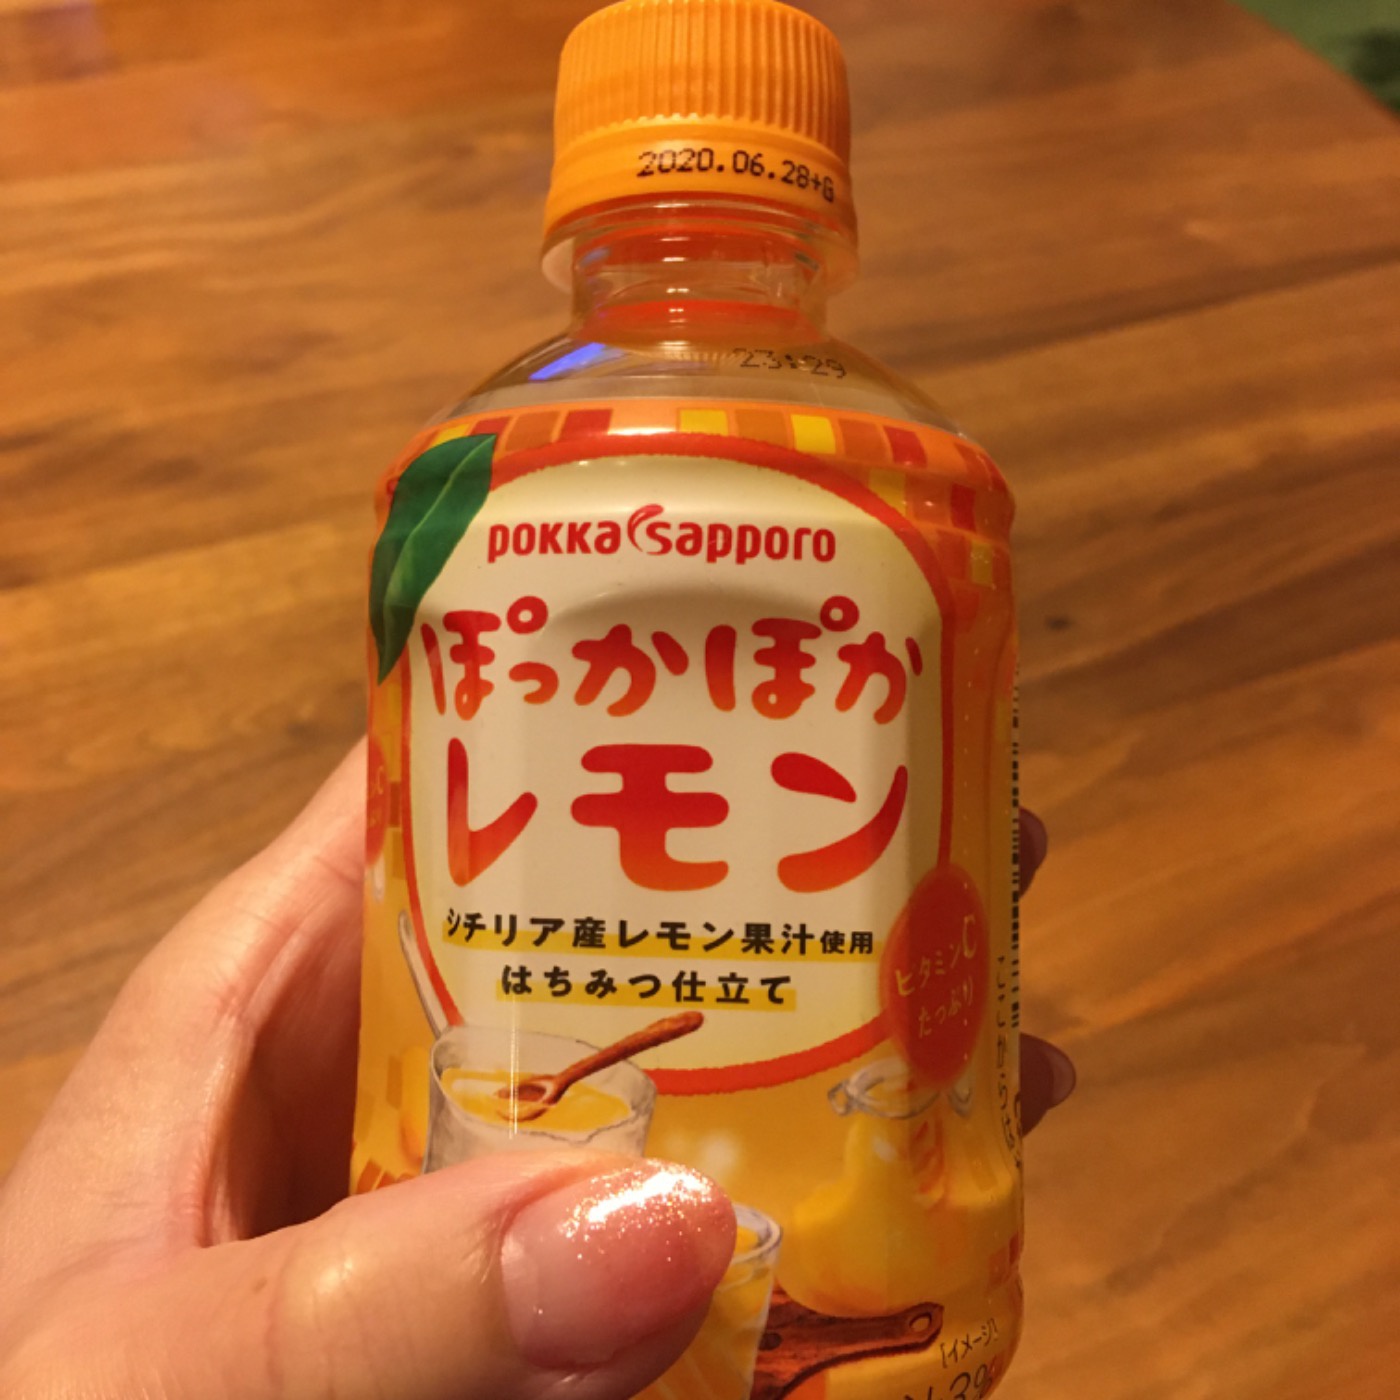 2020.06.28+G
23:29
POKKA sapporo
ぽっかぽか
レモン
シチリア産レモン果汁使用
はちみつ仕立て
ビタミンC
たっぷり
[イメージ]
3%